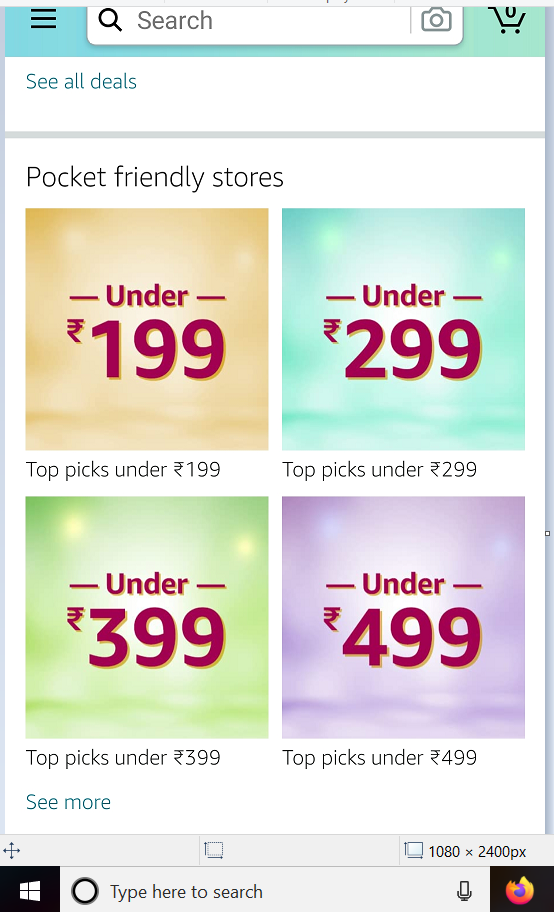 0
Search
See all deals
Pocket friendly stores
— Under —
₹199
— Under —
₹299
Top picks under ₹199
Top picks under ₹299
— Under —
₹399
— Under —
₹499
Top picks under ₹399
Top picks under ₹499
See more
1080 × 2400px
Type here to search